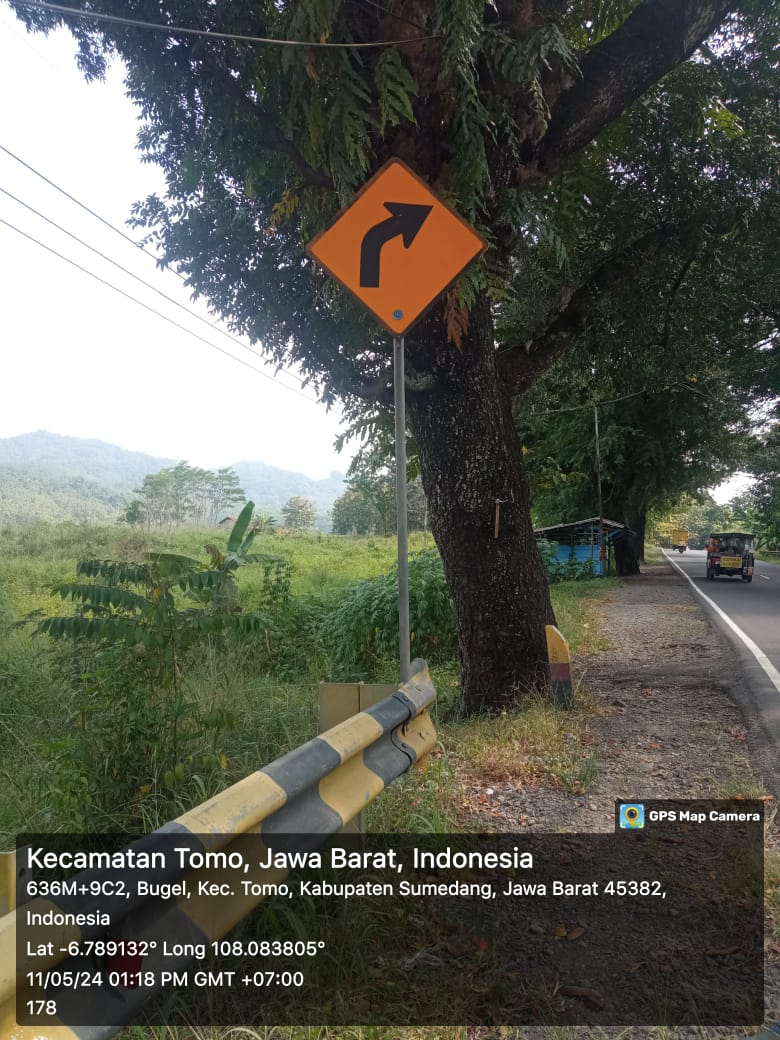 GPS Map Camera
Kecamatan Tomo, Jawa Barat, Indonesia
636M+9C2, Bugel, Kec. Tomo, Kabupaten Sumedang, Jawa Barat 45382,
Indonesia
Lat -6.789132° Long 108.083805°
11/05/24 01:18 PM GMT +07:00
178